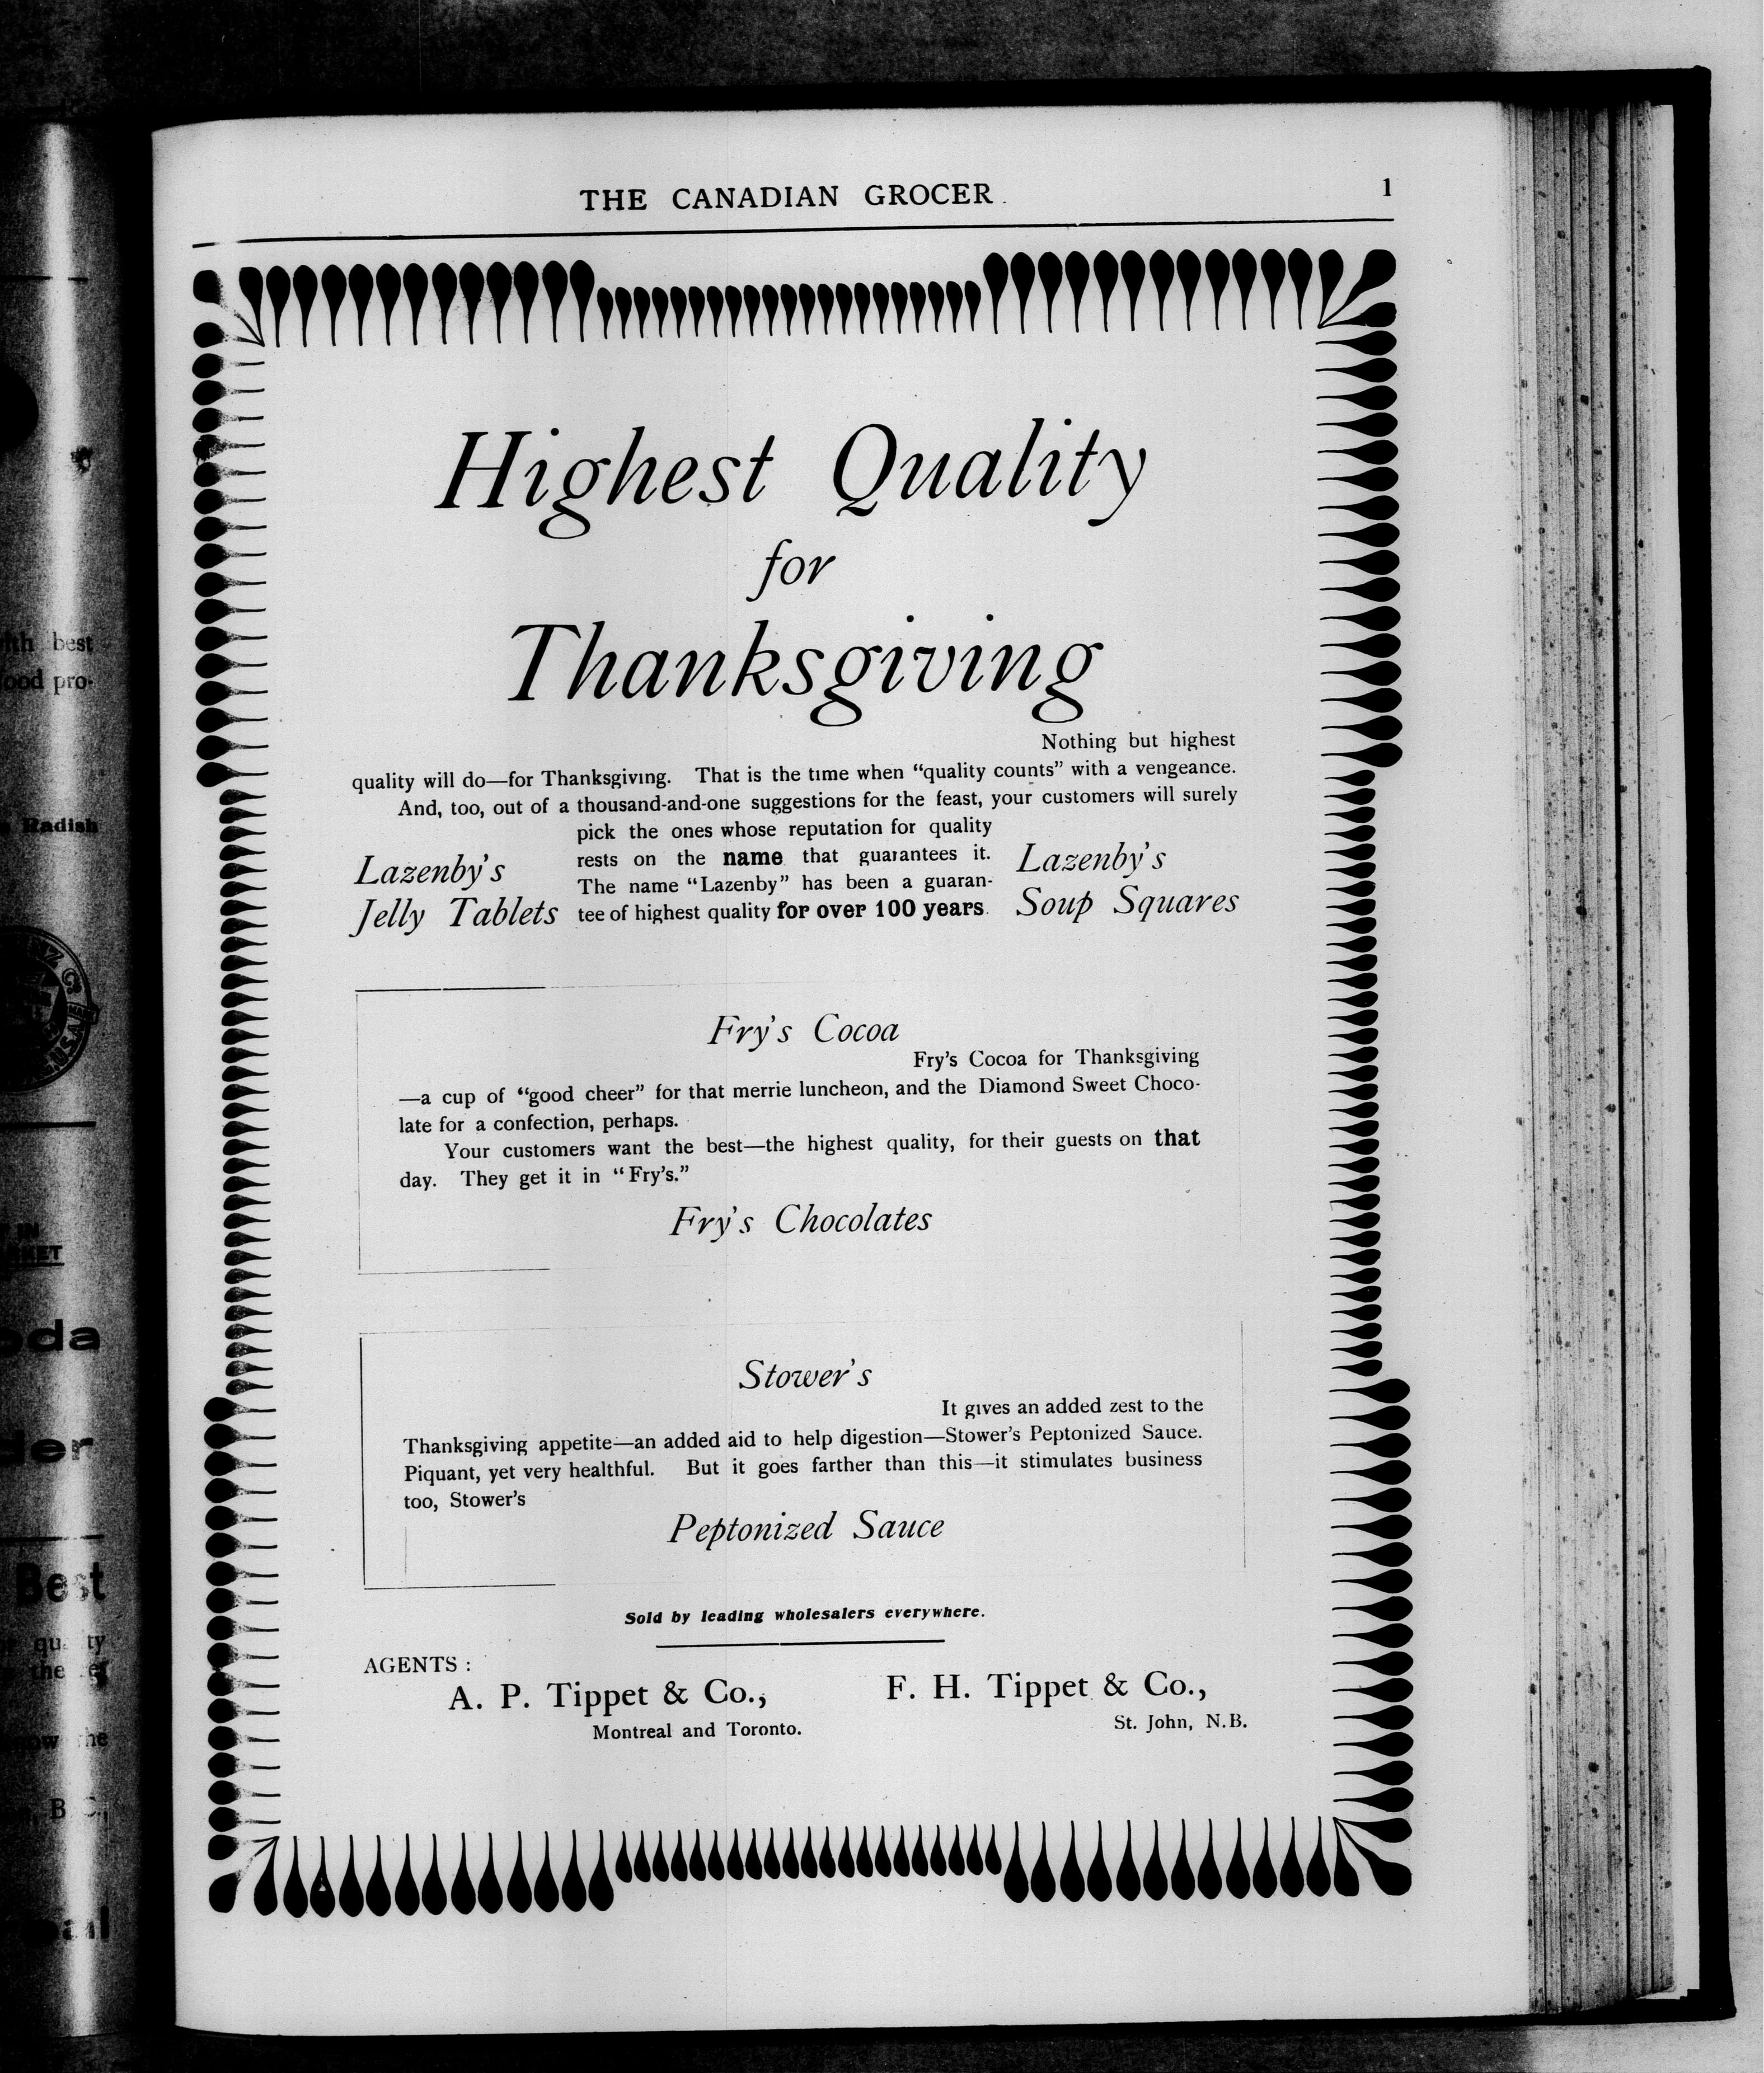 THE CANADIAN GROCER
1
Highest Quality
for
Thanksgiving
Nothing but highest
quality will do—for Thanksgiving. That is the time when “quality counts” with a vengeance.
And, too, out of a thousand-and-one suggestions for the feast, your customers will surely
pick the ones whose reputation for quality
rests on the name that guarantees it.
The name “Lazenby” has been a guaran-
tee of highest quality for over 100 years.
Lazenby's
Jelly Tablets
Lazenby's
Soup Squares
Fry's Cocoa
Fry's Cocoa for Thanksgiving
—a cup of “good cheer” for that merrie luncheon, and the Diamond Sweet Choco-
late for a confection, perhaps.
Your customers want the best—the highest quality, for their guests on that
day. They get it in “Fry's.”
Fry's Chocolates
Stower's
It gives an added zest to the
Thanksgiving appetite—an added aid to help digestion—Stower's Peptonized Sauce.
Piquant, yet very healthful. But it goes farther than this—it stimulates business
too, Stower's
Peptonized Sauce
Sold by leading wholesalers everywhere.
AGENTS :
A. P. Tippet & Co.,
Montreal and Toronto.
F. H. Tippet & Co.,
St. John, N.B.
best
pro-
Radish
Best